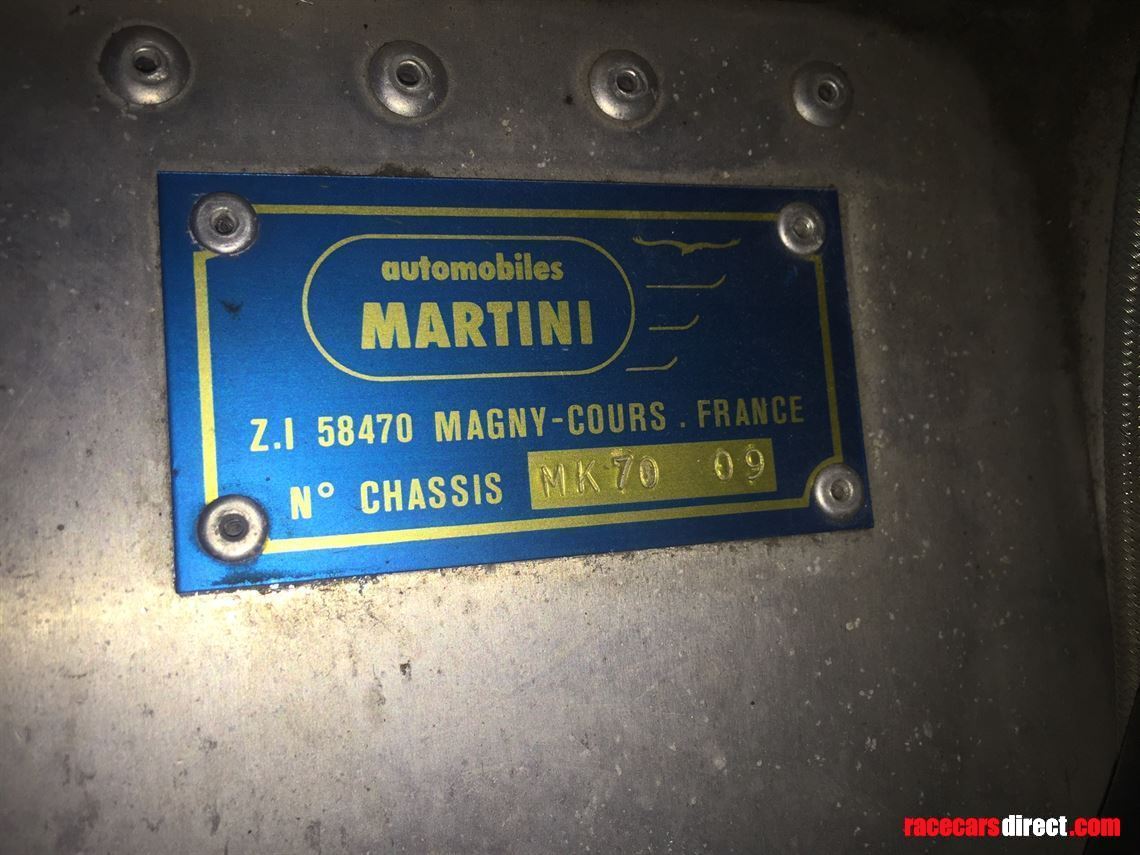 automobiles
MARTINI
Z.I 58470 MAGNY-COURS . FRANCE
N° CHASSIS MK70 09
racecarsdirect.com